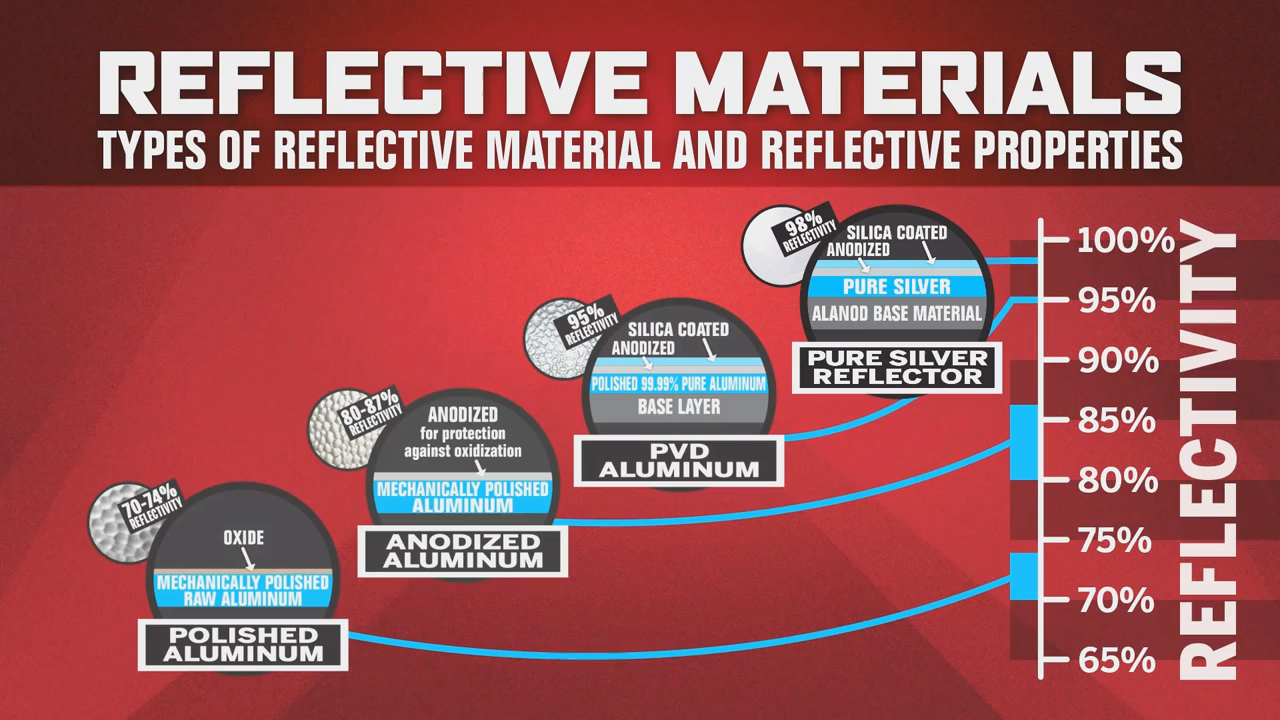 REFLECTIVE MATERIALS
TYPES OF REFLECTIVE MATERIAL AND REFLECTIVE PROPERTIES
98%
REFLECTIVITY
SILICA COATED
ANODIZED
PURE SILVER
ALANOD BASE MATERIAL
PURE SILVER
REFLECTOR
95%
REFLECTIVITY
SILICA COATED
ANODIZED
POLISHED 99.99% PURE ALUMINUM
BASE LAYER
PVD
ALUMINUM
80-87%
REFLECTIVITY
ANODIZED
for protection
against oxidization
MECHANICALLY POLISHED
ALUMINUM
ANODIZED
ALUMINUM
70-74%
REFLECTIVITY
OXIDE
MECHANICALLY POLISHED
RAW ALUMINUM
POLISHED
ALUMINUM
100%
95%
90%
85%
80%
75%
70%
65%
REFLECTIVITY